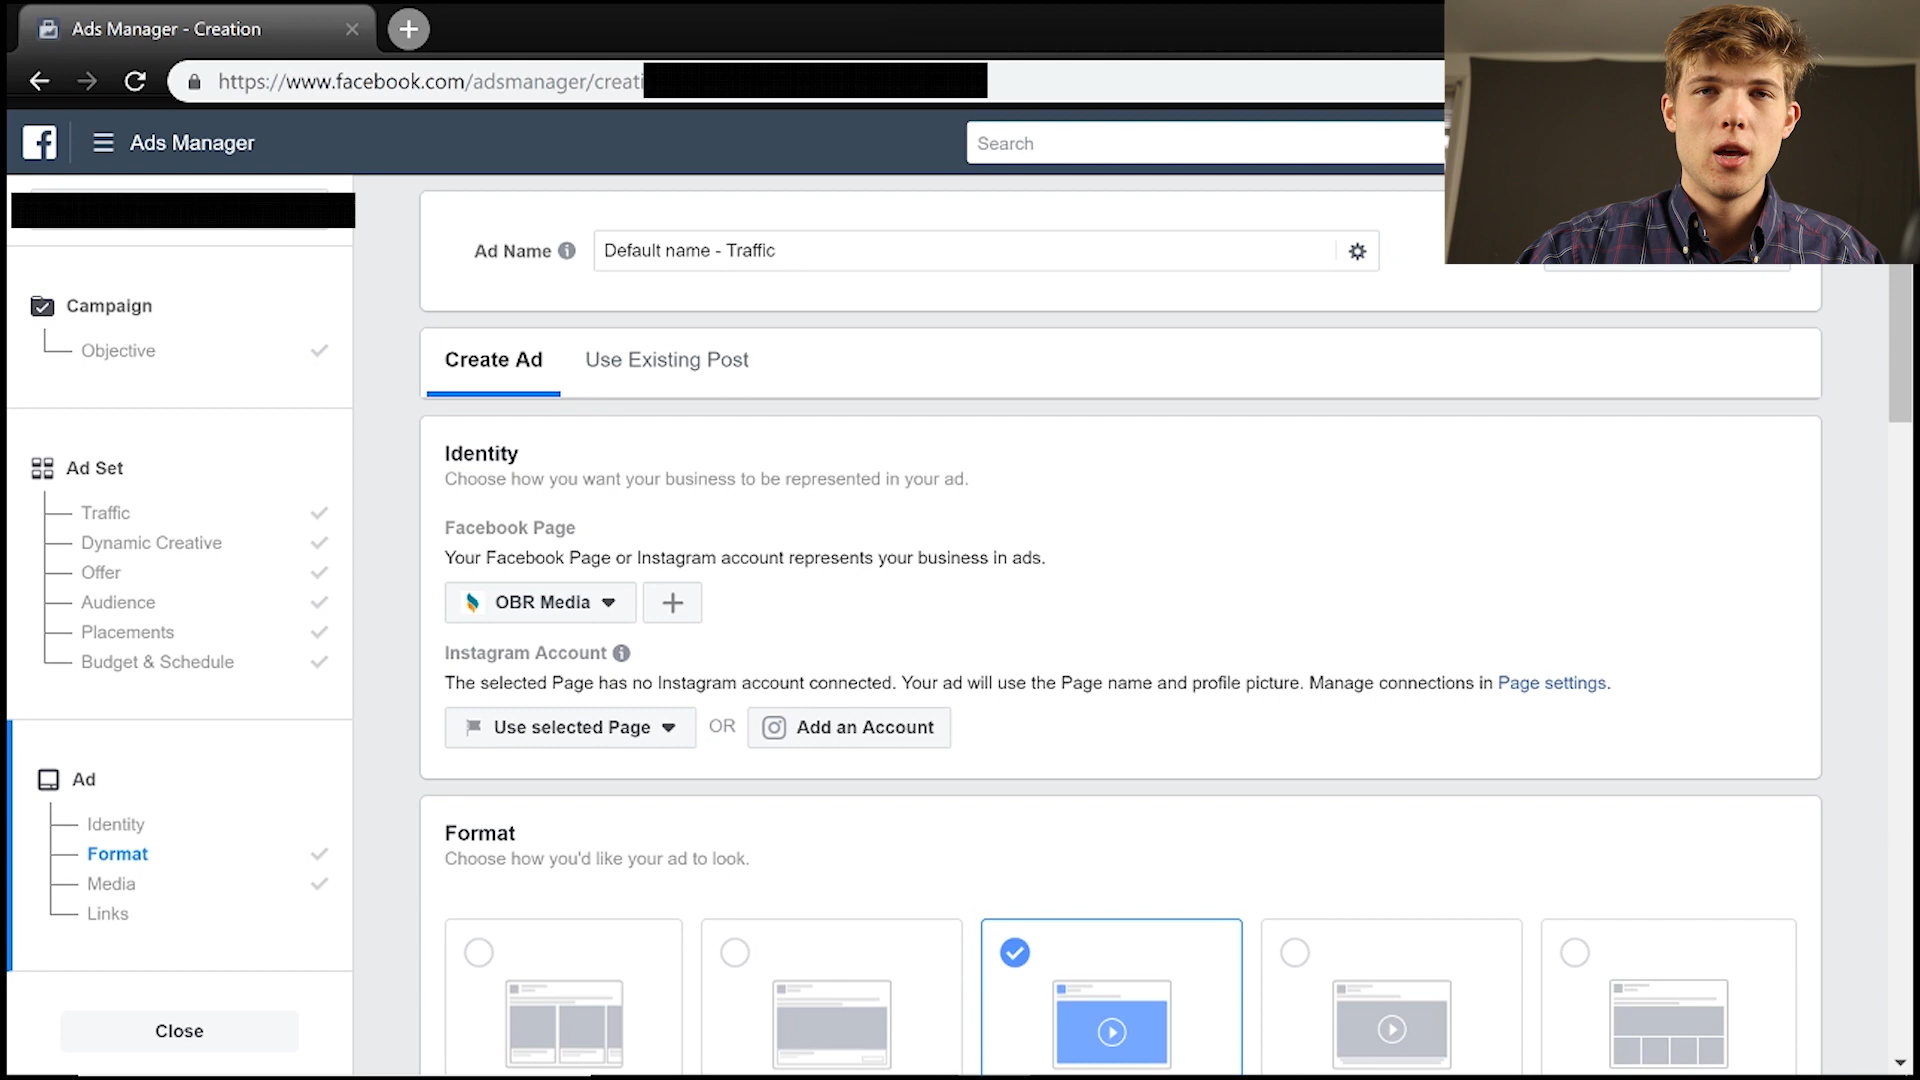 Ads Manager - Creation
https://www.facebook.com/adsmanager/creati
Ads Manager
Search
Ad Name
Default name - Traffic
Campaign
Objective
Create Ad
Use Existing Post
Ad Set
Traffic
Dynamic Creative
Offer
Audience
Placements
Budget & Schedule
Identity
Choose how you want your business to be represented in your ad.
Facebook Page
Your Facebook Page or Instagram account represents your business in ads.
OBR Media
Instagram Account
The selected Page has no Instagram account connected. Your ad will use the Page name and profile picture. Manage connections in Page settings.
Use selected Page
OR
Add an Account
Ad
Identity
Format
Media
Links
Format
Choose how you'd like your ad to look.
Close